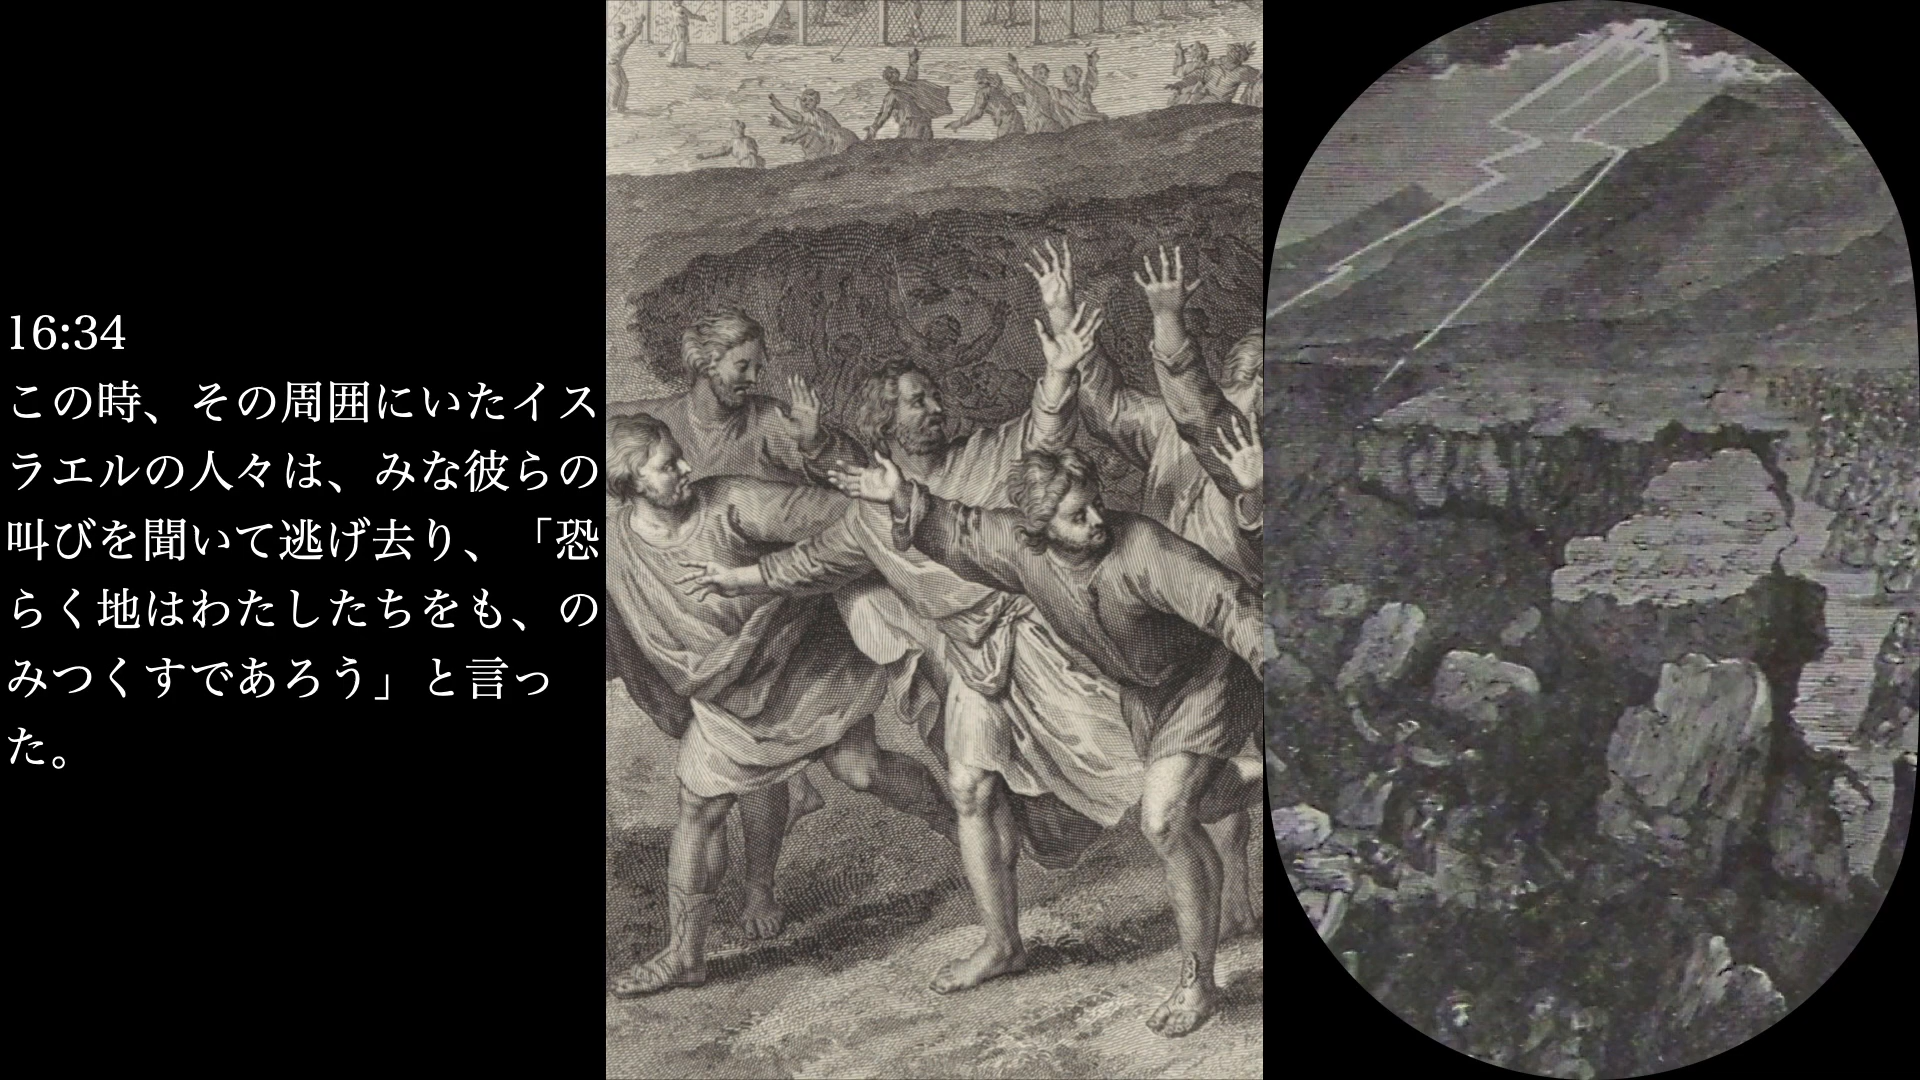 16:34
この時、その周囲にいたイス
ラエルの人々は、みな彼らの
叫びを聞いて逃げ去り、「恐
らく地はわたしたちをも、の
みつくすであろう」と言っ
た。